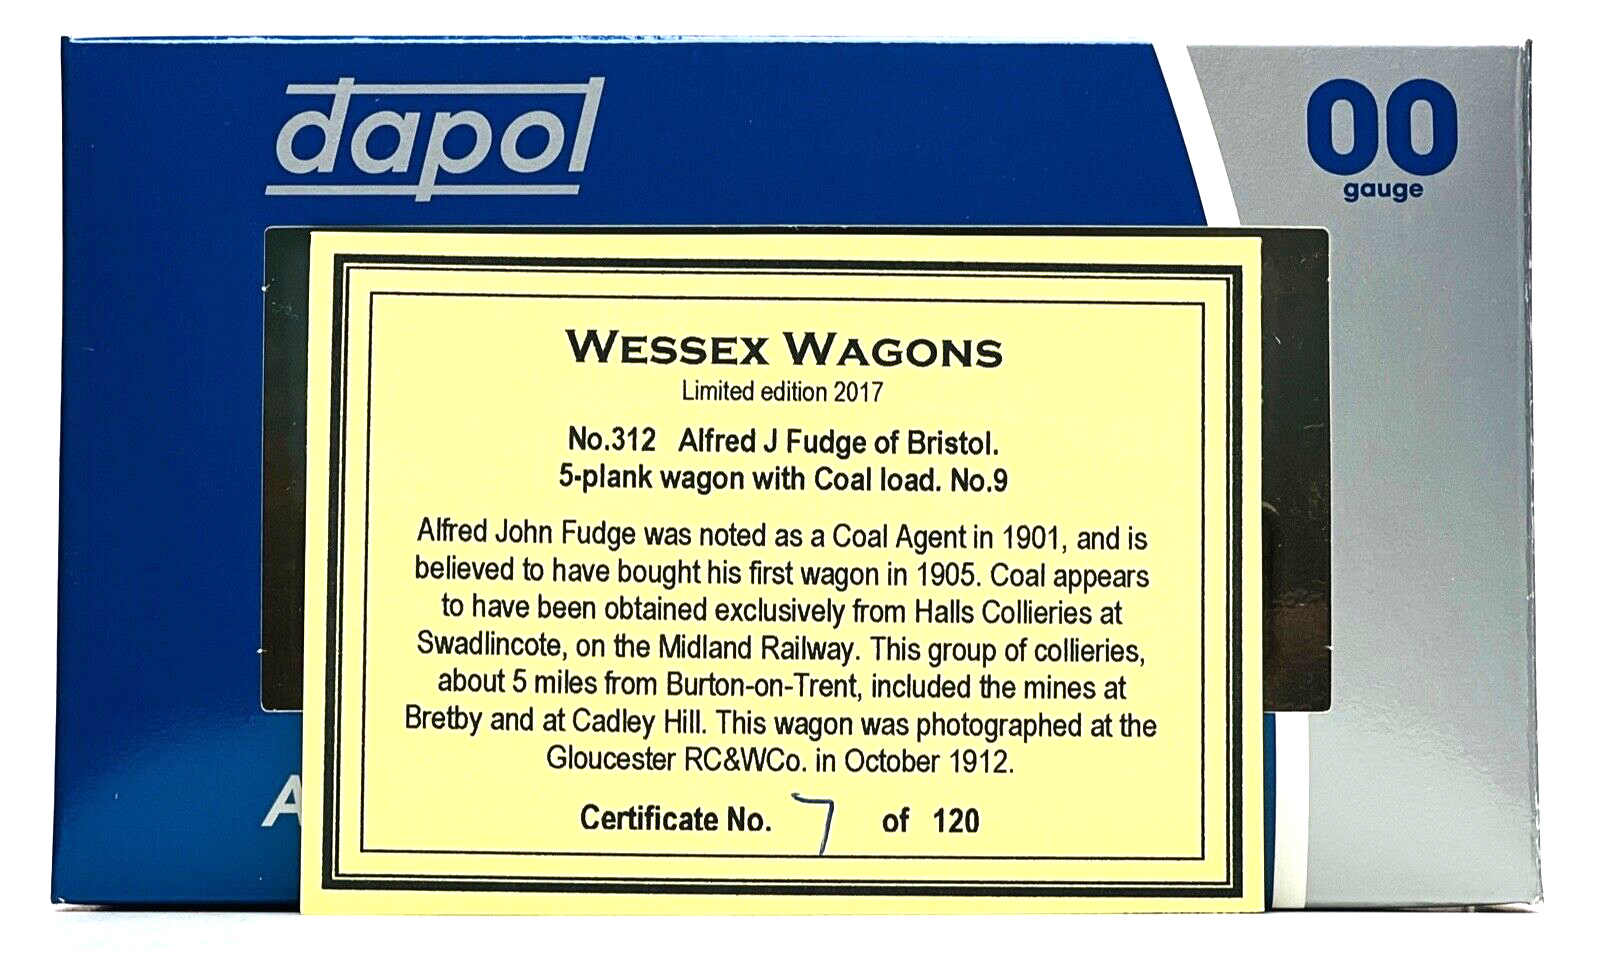 dapol
00
gauge
WESSEX WAGONS
Limited edition 2017
No.312 Alfred J Fudge of Bristol.
5-plank wagon with Coal load. No.9
Alfred John Fudge was noted as a Coal Agent in 1901, and is
believed to have bought his first wagon in 1905. Coal appears
to have been obtained exclusively from Halls Collieries at
Swadlincote, on the Midland Railway. This group of collieries,
about 5 miles from Burton-on-Trent, included the mines at
Bretby and at Cadley Hill. This wagon was photographed at the
Gloucester RC&WCo. in October 1912.
Certificate No. 7 of 120